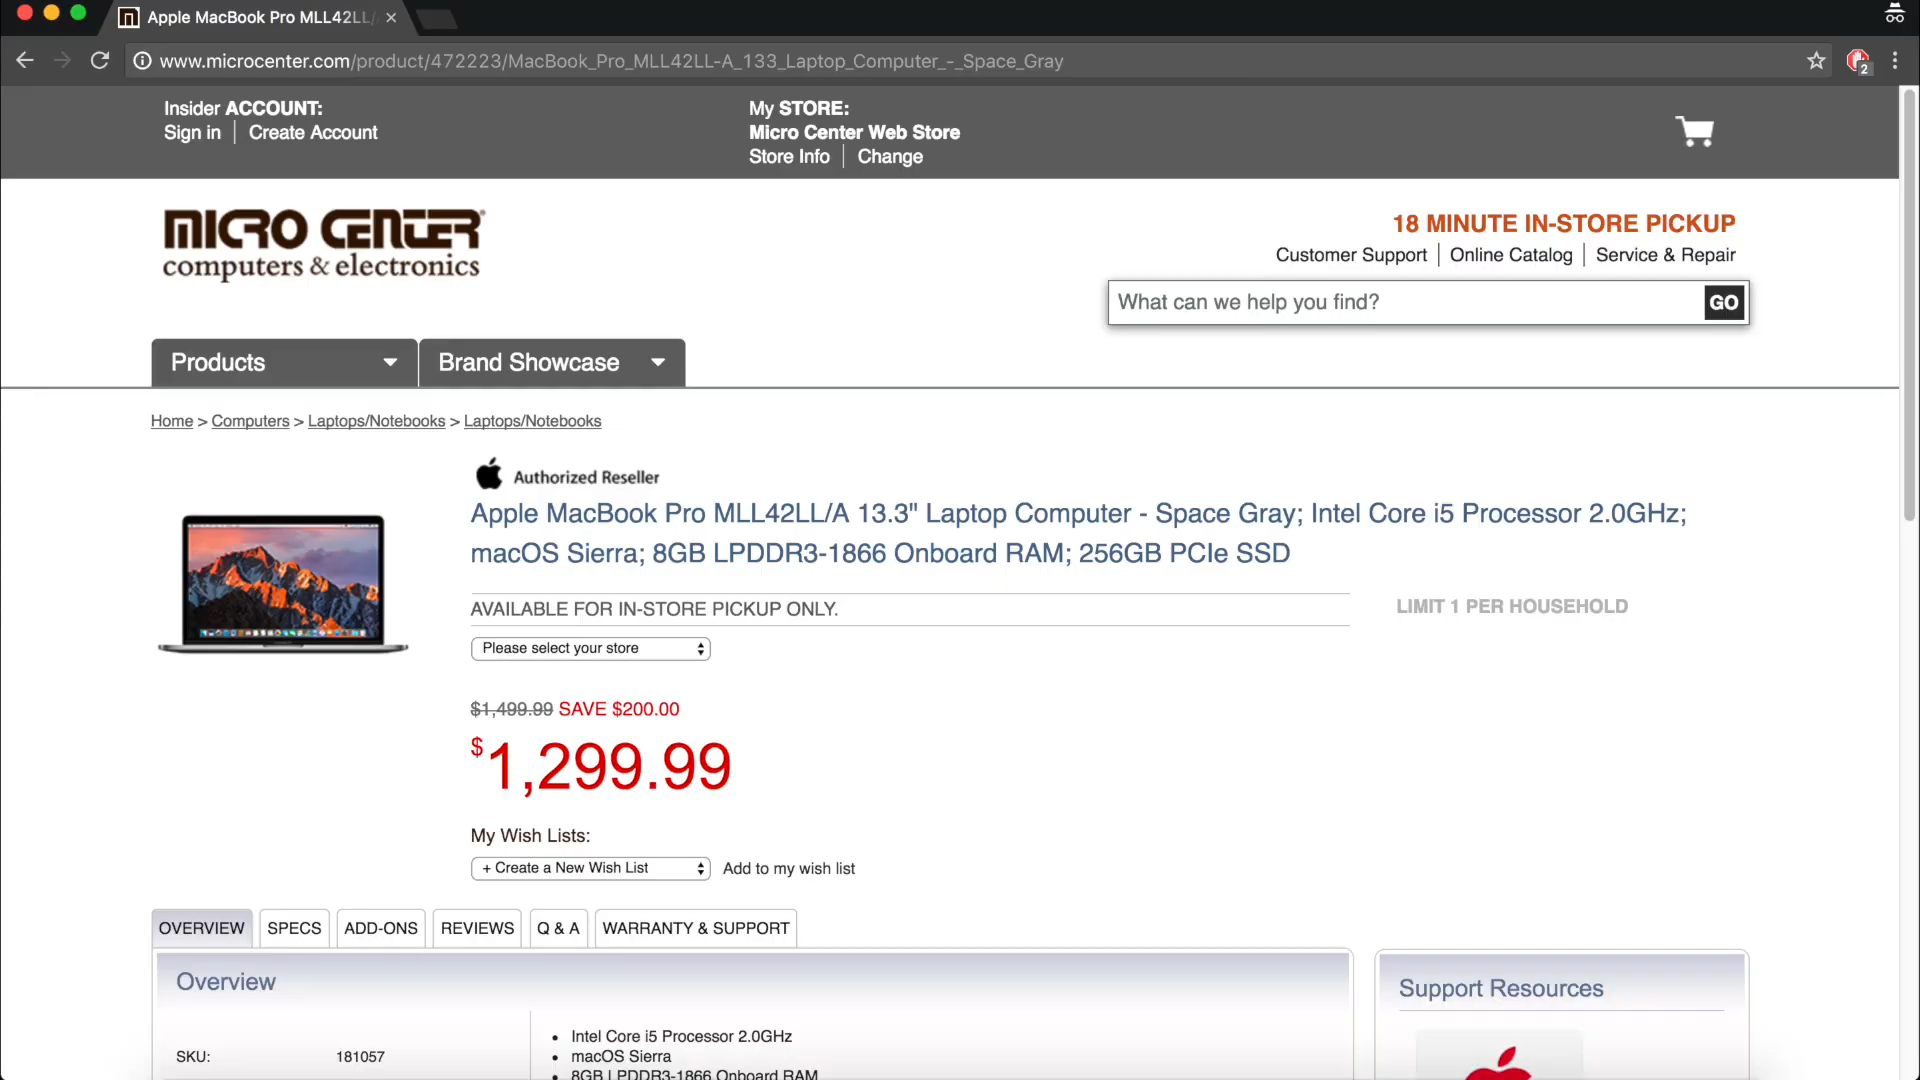 Apple MacBook Pro MLL42LL/
www.microcenter.com/product/472223/MacBook_Pro_MLL42LL-A_133_Laptop_Computer_-_Space_Gray
2
Insider ACCOUNT:
Sign in | Create Account
My STORE:
Micro Center Web Store
Store Info | Change
MICRO CENTER
computers & electronics
18 MINUTE IN-STORE PICKUP
Customer Support | Online Catalog | Service & Repair
What can we help you find?
GO
Products
Brand Showcase
Home > Computers > Laptops/Notebooks > Laptops/Notebooks
Authorized Reseller
Apple MacBook Pro MLL42LL/A 13.3" Laptop Computer - Space Gray; Intel Core i5 Processor 2.0GHz;
macOS Sierra; 8GB LPDDR3-1866 Onboard RAM; 256GB PCIe SSD
AVAILABLE FOR IN-STORE PICKUP ONLY.
LIMIT 1 PER HOUSEHOLD
Please select your store
$1,499.99 SAVE $200.00
$1,299.99
My Wish Lists:
+ Create a New Wish List
Add to my wish list
OVERVIEW
SPECS
ADD-ONS
REVIEWS
Q & A
WARRANTY & SUPPORT
Overview
SKU:
181057
• Intel Core i5 Processor 2.0GHz
• macOS Sierra
• 8GB LPDDR3-1866 Onboard RAM
Support Resources